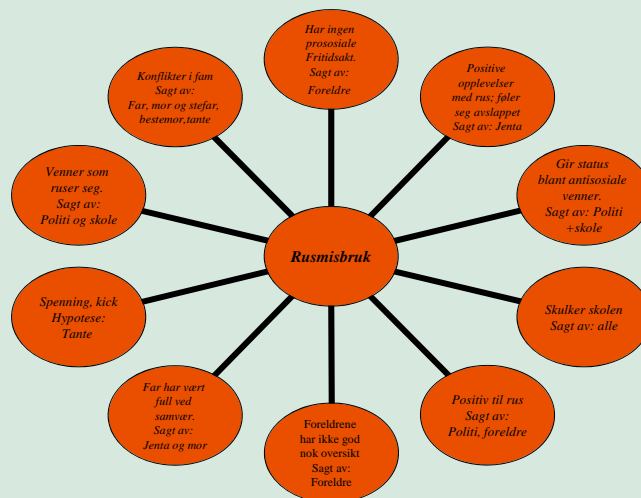 Har ingen
prososiale
Fritidsakt.
Sagt av:
Foreldre
Positive
opplevelser
med rus; føler
seg avslappet
Sagt av: Jenta
Gir status
blant antisosiale
venner.
Sagt av: Politi
+skole
Skulker skolen
Sagt av: alle
Positiv til rus
Sagt av:
Politi, foreldre
Foreldrene
har ikke god
nok oversikt
Sagt av:
Foreldre
Far har vært
full ved
samvær.
Sagt av:
Jenta og mor
Spenning, kick
Hypotese:
Tante
Venner som
ruser seg.
Sagt av:
Politi og skole
Konflikter i fam
Sagt av:
Far, mor og stefar,
bestemor,tante
Rusmisbruk